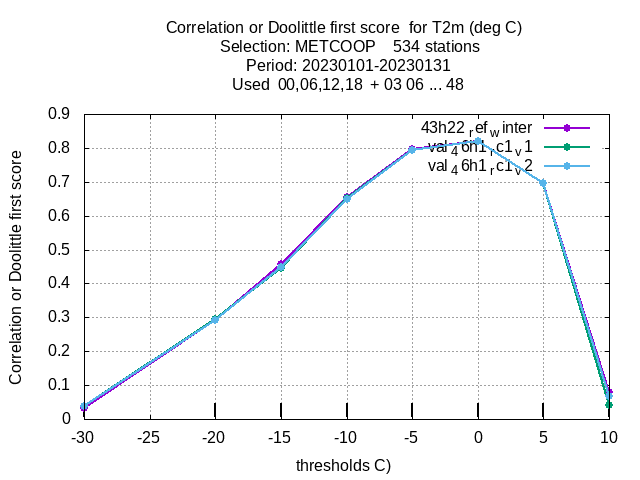 Correlation or Doolittle first score for T2m (deg C)
Selection: METCOOP 534 stations
Period: 20230101-20230131
Used 00,06,12,18 + 03 06 ... 48
Correlation or Doolittle first score
0.9
0.8
0.7
0.6
0.5
0.4
0.3
0.2
0.1
0
43h22ref_winter
val_46h1_rc1_v1
val_46h1_rc1_v2
-30 -25 -20 -15 -10 -5 0 5 10
thresholds C)